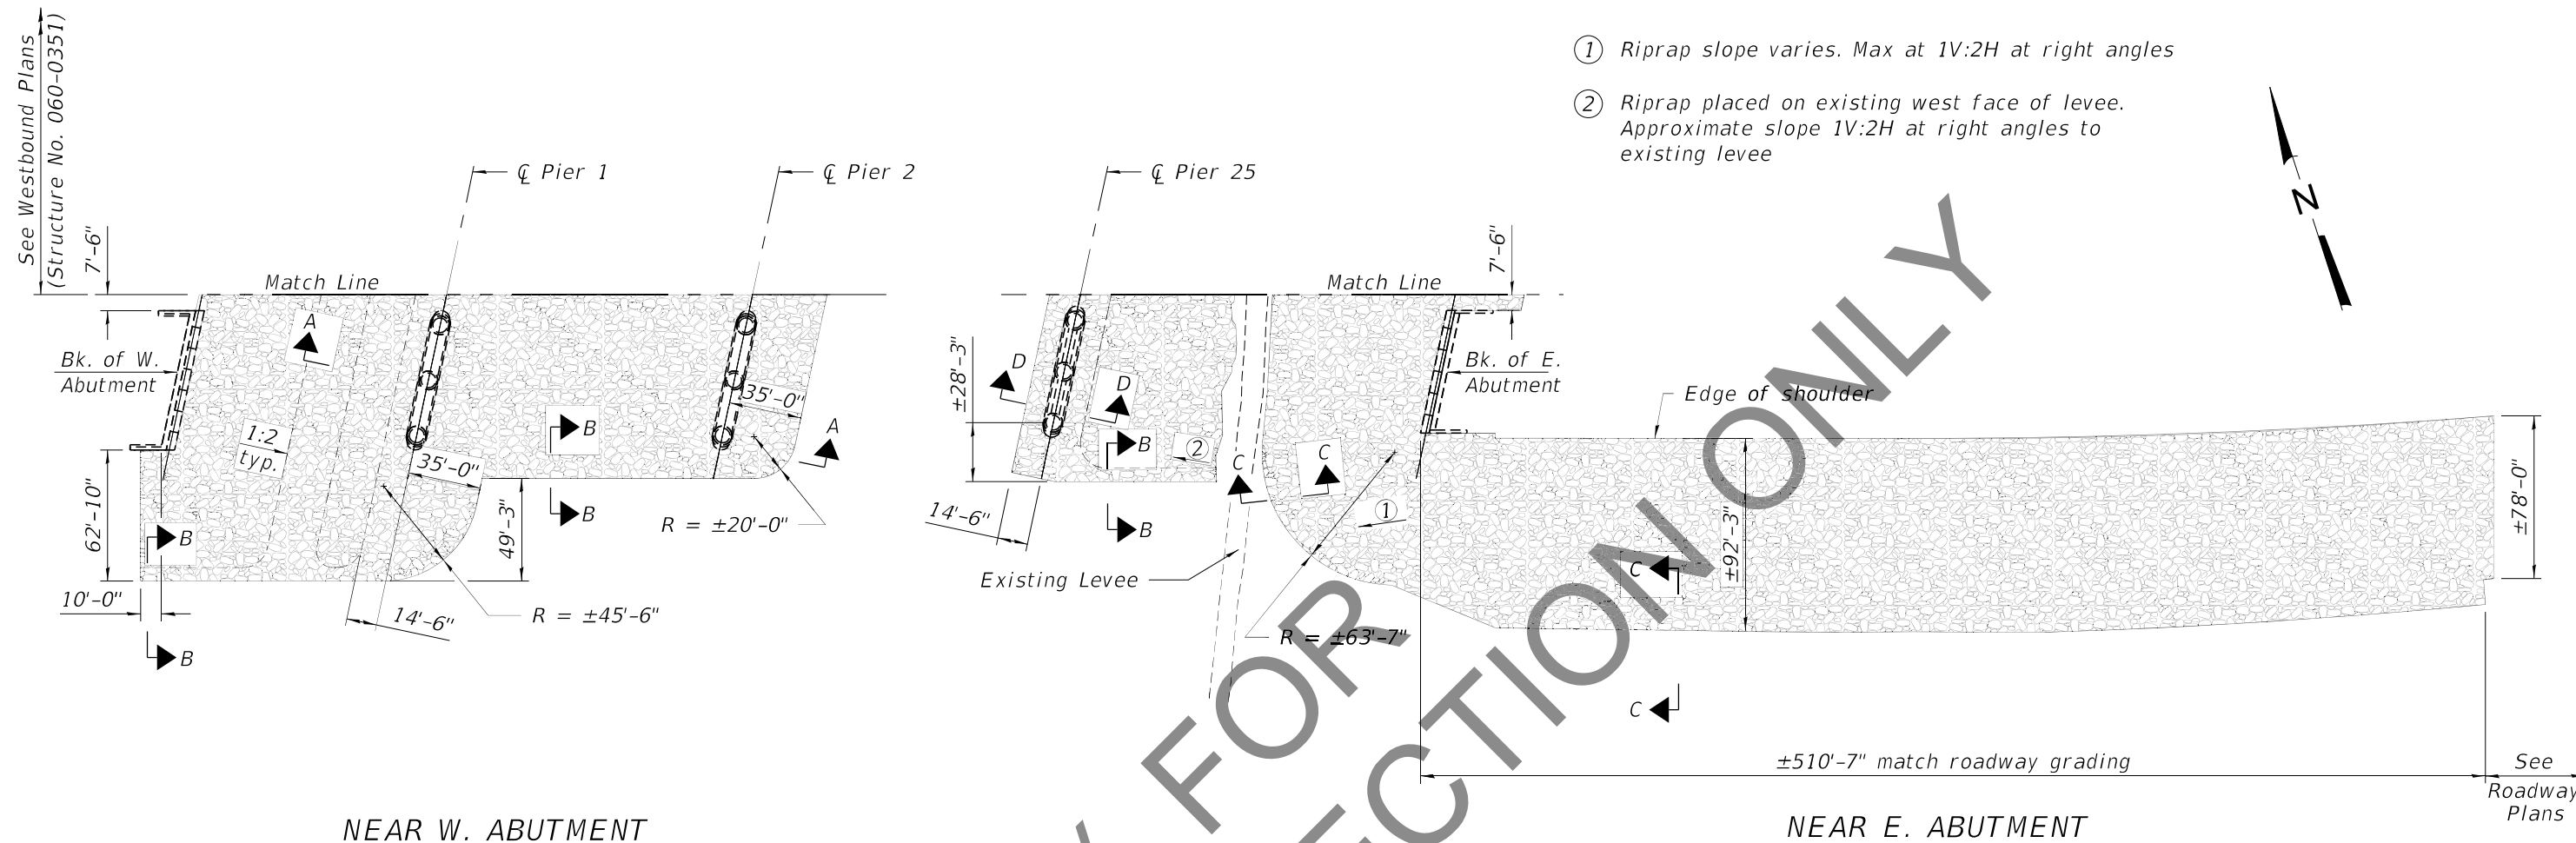 See Westbound Plans
(Structure No. 060-0351)
① Riprap slope varies. Max at 1V:2H at right angles
② Riprap placed on existing west face of levee.
Approximate slope 1V:2H at right angles to
existing levee
N
℄ Pier 1
℄ Pier 2
℄ Pier 25
7'-6"
Match Line
Match Line
7'-6"
A
Bk. of W.
Abutment
1:2
typ.
35'-0"
35'-0"
A
B
B
62'-10"
B
B
10'-0"
14'-6"
R = ±45'-6"
49'-3"
R = ±20'-0"
±28'-3"
D
D
B
B
②
14'-6"
C
C
①
Existing Levee
R = ±63'-7"
Bk. of E.
Abutment
Edge of shoulder
±92'-3"
C
C
±78'-0"
±510'-7" match roadway grading
See
Roadway
Plans
NEAR W. ABUTMENT
NEAR E. ABUTMENT
Y FOR
ECTION ONLY